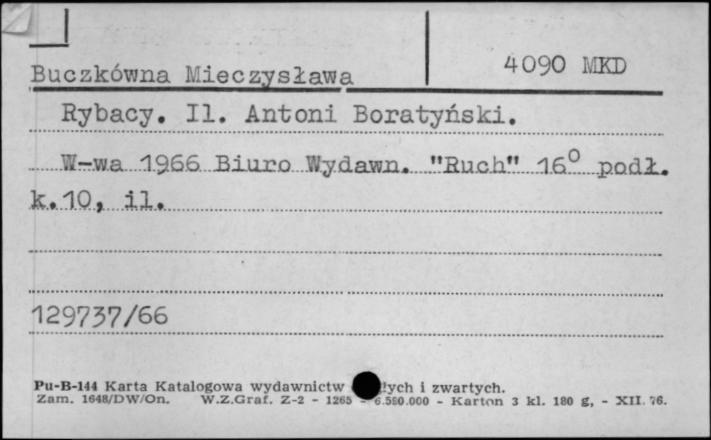 4090 MKD
Buczkówna Mieczysława
Rybacy. Il. Antoni Boratyński.
W-wa 1966 Biuro Wydawn. "Ruch" 16° podł.
k.10, il.
129737/66
Pu-B-144 Karta Katalogowa wydawnictw i zwartych.
Zam. 1648/DW/On. W.Z.Graf. Z-2 - 1265 - 6.550.000 - Karton 3 kl. 180 g, - XII. 76.